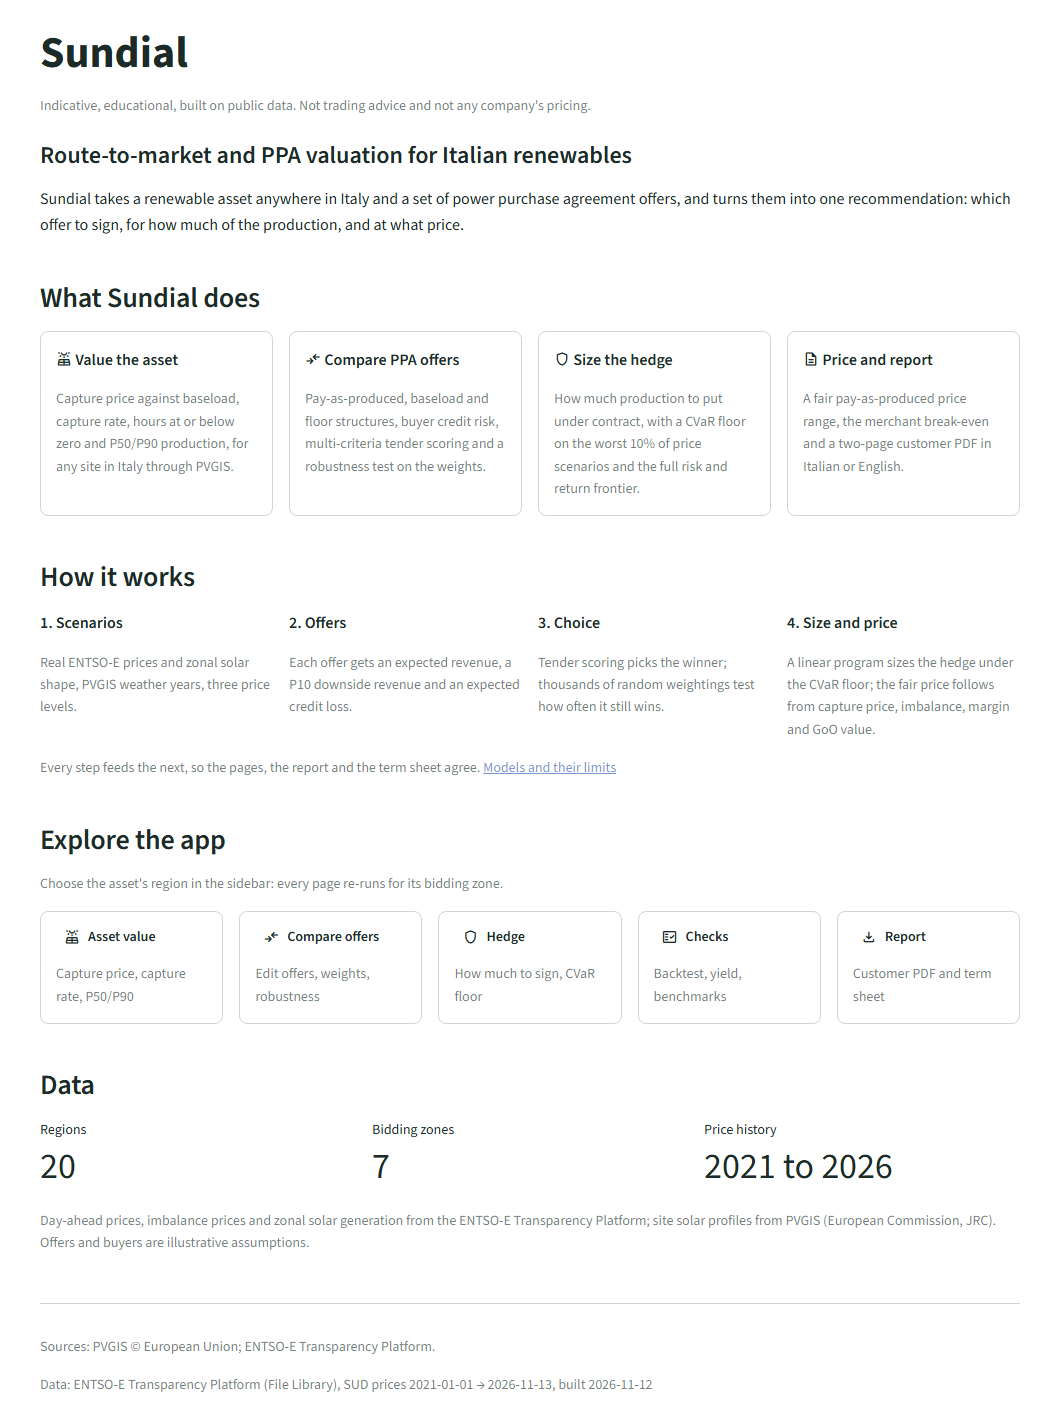 Sundial
Indicative, educational, built on public data. Not trading advice and not any company's pricing.
Route-to-market and PPA valuation for Italian renewables
Sundial takes a renewable asset anywhere in Italy and a set of power purchase agreement offers, and turns them into one recommendation: which
offer to sign, for how much of the production, and at what price.
What Sundial does
Value the asset
Capture price against baseload,
capture rate, hours at or below
zero and P50/P90 production, for
any site in Italy through PVGIS.
Compare PPA offers
Pay-as-produced, baseload and
floor structures, buyer credit risk,
multi-criteria tender scoring and a
robustness test on the weights.
Size the hedge
How much production to put
under contract, with a CVaR floor
on the worst 10% of price
scenarios and the full risk and
return frontier.
Price and report
A fair pay-as-produced price
range, the merchant break-even
and a two-page customer PDF in
Italian or English.
How it works
1. Scenarios
Real ENTSO-E prices and zonal solar
shape, PVGIS weather years, three price
levels.
2. Offers
Each offer gets an expected revenue, a
P10 downside revenue and an expected
credit loss.
3. Choice
Tender scoring picks the winner;
thousands of random weightings test
how often it still wins.
4. Size and price
A linear program sizes the hedge under
the CVaR floor; the fair price follows
from capture price, imbalance, margin
and GoO value.
Every step feeds the next, so the pages, the report and the term sheet agree. Models and their limits
Explore the app
Choose the asset's region in the sidebar: every page re-runs for its bidding zone.
Asset value
Capture price, capture
rate, P50/P90
Compare offers
Edit offers, weights,
robustness
Hedge
How much to sign, CVaR
floor
Checks
Backtest, yield,
benchmarks
Report
Customer PDF and term
sheet
Data
Regions
20
Bidding zones
7
Price history
2021 to 2026
Day-ahead prices, imbalance prices and zonal solar generation from the ENTSO-E Transparency Platform; site solar profiles from PVGIS (European Commission, JRC).
Offers and buyers are illustrative assumptions.
Sources: PVGIS © European Union; ENTSO-E Transparency Platform.
Data: ENTSO-E Transparency Platform (File Library), SUD prices 2021-01-01 → 2026-11-13, built 2026-11-12